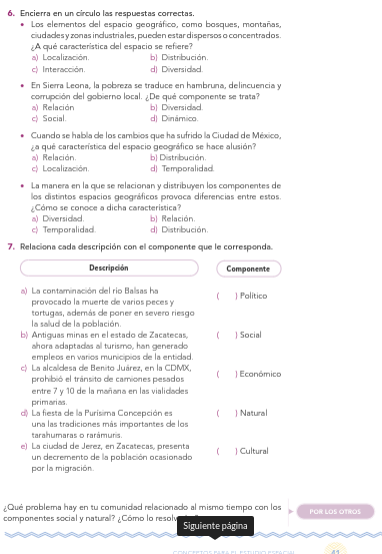 6. Encierra en un círculo las respuestas correctas.
• Los elementos del espacio geográfico, como bosques, montañas,
ciudades y zonas industriales, pueden estar dispersos o concentrados.
¿A qué característica del espacio se refiere?
a) Localización. b) Distribución.
c) Interacción. d) Diversidad.
• En Sierra Leona, la pobreza se traduce en hambruna, delincuencia y
corrupción del gobierno local. ¿De qué componente se trata?
a) Relación b) Diversidad.
c) Social. d) Dinámico.
• Cuando se habla de los cambios que ha sufrido la Ciudad de México,
¿a qué característica del espacio geográfico se hace alusión?
a) Relación. b) Distribución.
c) Localización. d) Temporalidad.
• La manera en la que se relacionan y distribuyen los componentes de
los distintos espacios geográficos provoca diferencias entre estos.
¿Cómo se conoce a dicha característica?
a) Diversidad. b) Relación.
c) Temporalidad. d) Distribución.
7. Relaciona cada descripción con el componente que le corresponda.
Descripción Componente
a) La contaminación del río Balsas ha
provocado la muerte de varios peces y
tortugas, además de poner en severo riesgo
la salud de la población.
( ) Político
b) Antiguas minas en el estado de Zacatecas,
ahora adaptadas al turismo, han generado
empleos en varios municipios de la entidad.
( ) Social
c) La alcaldesa de Benito Juárez, en la CDMX,
prohibió el tránsito de camiones pesados
entre 7 y 10 de la mañana en las vialidades
primarias.
( ) Económico
d) La fiesta de la Purísima Concepción es
una las tradiciones más importantes de los
tarahumaras o rarámuris.
( ) Natural
e) La ciudad de Jerez, en Zacatecas, presenta
un decremento de la población ocasionado
por la migración.
( ) Cultural
¿Qué problema hay en tu comunidad relacionado al mismo tiempo con los
componentes social y natural? ¿Cómo lo
POR LOS OTROS
Siguiente página
CONCEPTOS PARA EL ESTUDIO ESPACIAL
41